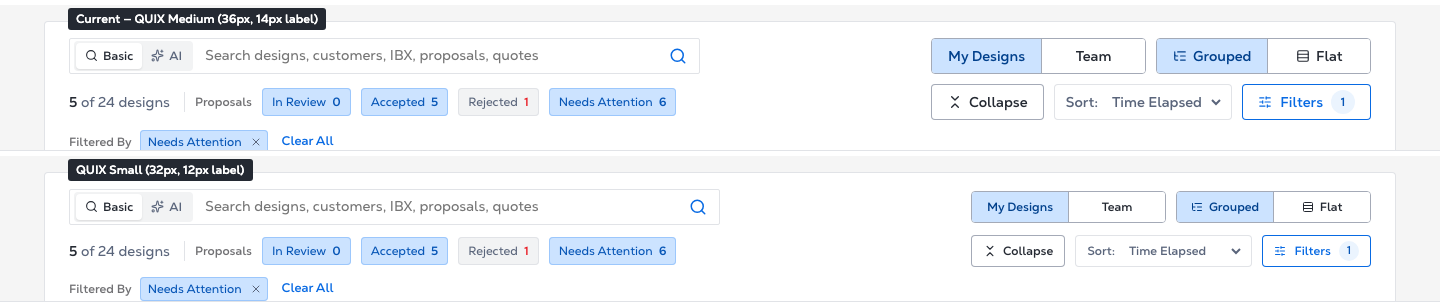 Current – QUIX Medium (36px, 14px label)
Basic AI Search designs, customers, IBX, proposals, quotes My Designs Team Grouped Flat
5 of 24 designs Proposals In Review 0 Accepted 5 Rejected 1 Needs Attention 6 Collapse Sort: Time Elapsed Filters 1
Filtered By Needs Attention × Clear All
QUIX Small (32px, 12px label)
Basic AI Search designs, customers, IBX, proposals, quotes My Designs Team Grouped Flat
5 of 24 designs Proposals In Review 0 Accepted 5 Rejected 1 Needs Attention 6 Collapse Sort: Time Elapsed Filters 1
Filtered By Needs Attention × Clear All